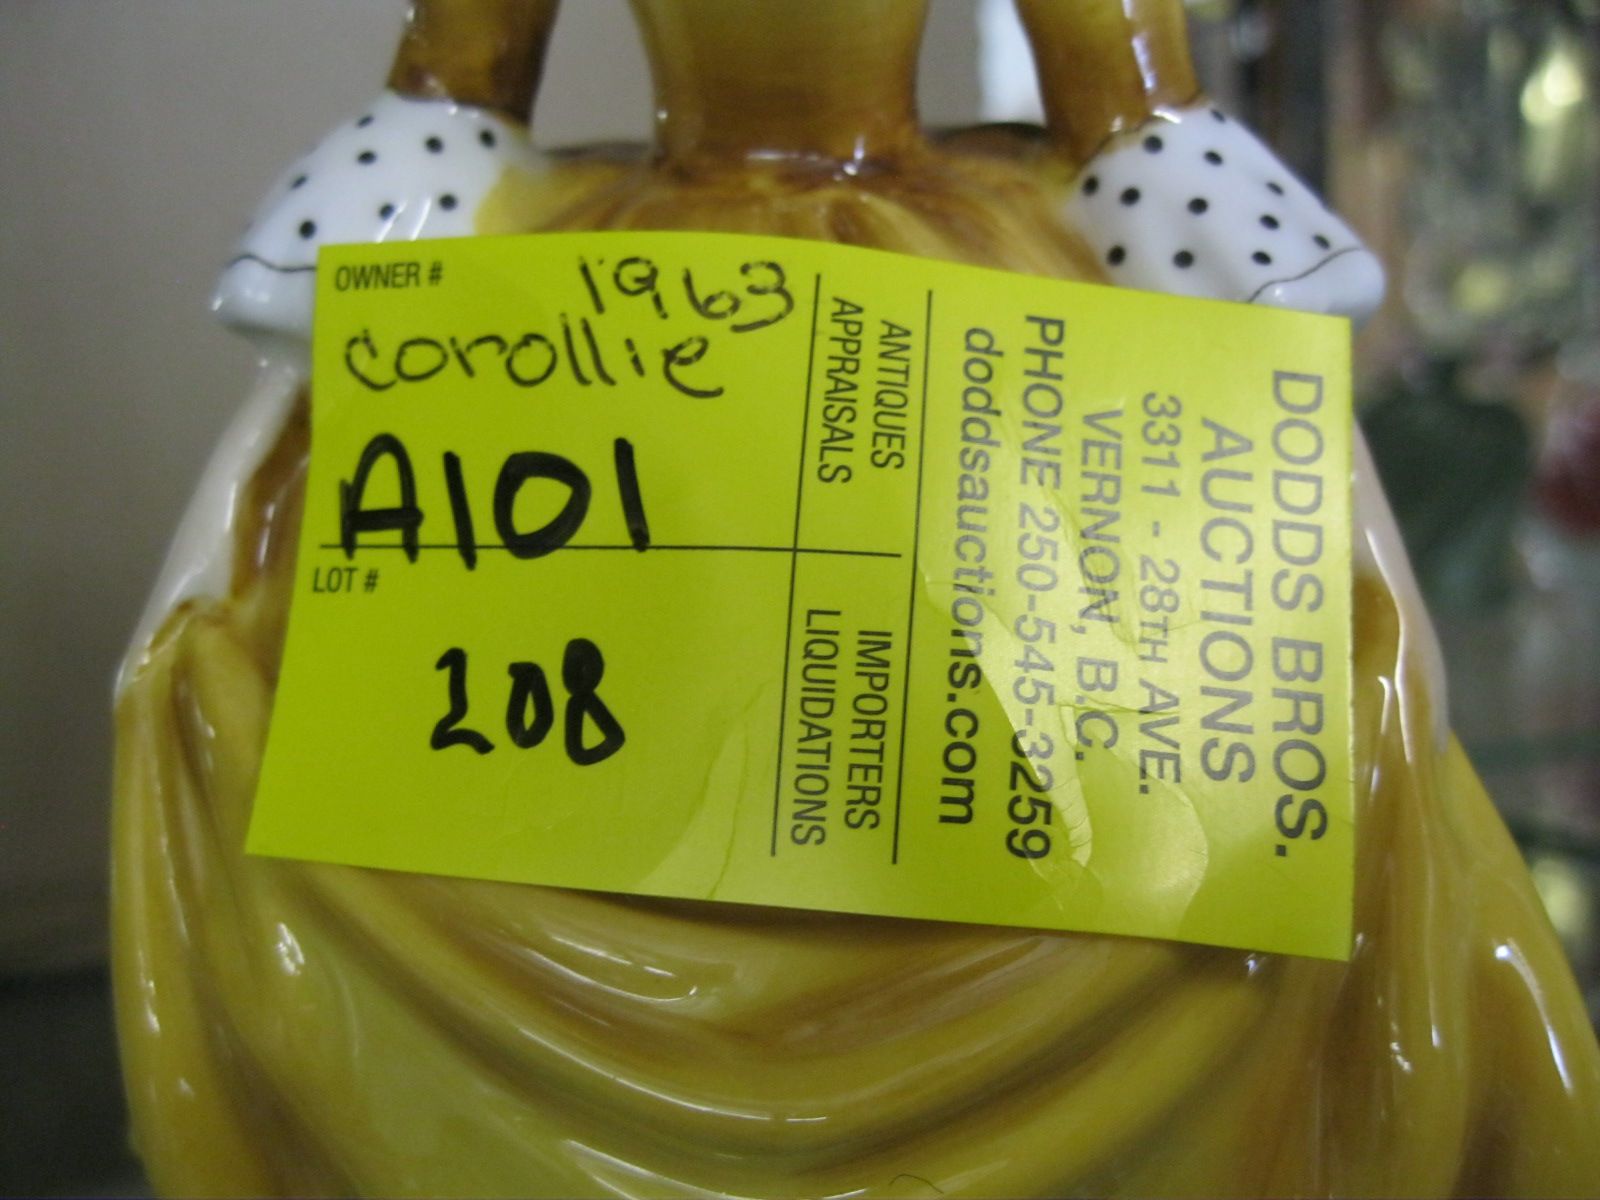 OWNER #
1963
corollie
A101
LOT #
208
ANTIQUES
APPRAISALS
IMPORTERS
LIQUIDATIONS
DODDS BROS.
AUCTIONS
3311 - 28TH AVE.
VERNON, B.C.
PHONE 250-545-3259
doddsauctions.com